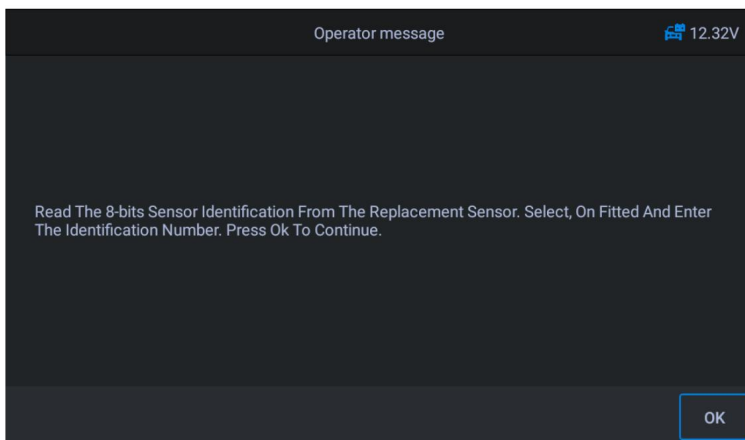 Operator message
12.32V
Read The 8-bits Sensor Identification From The Replacement Sensor. Select, On Fitted And Enter
The Identification Number. Press Ok To Continue.
OK